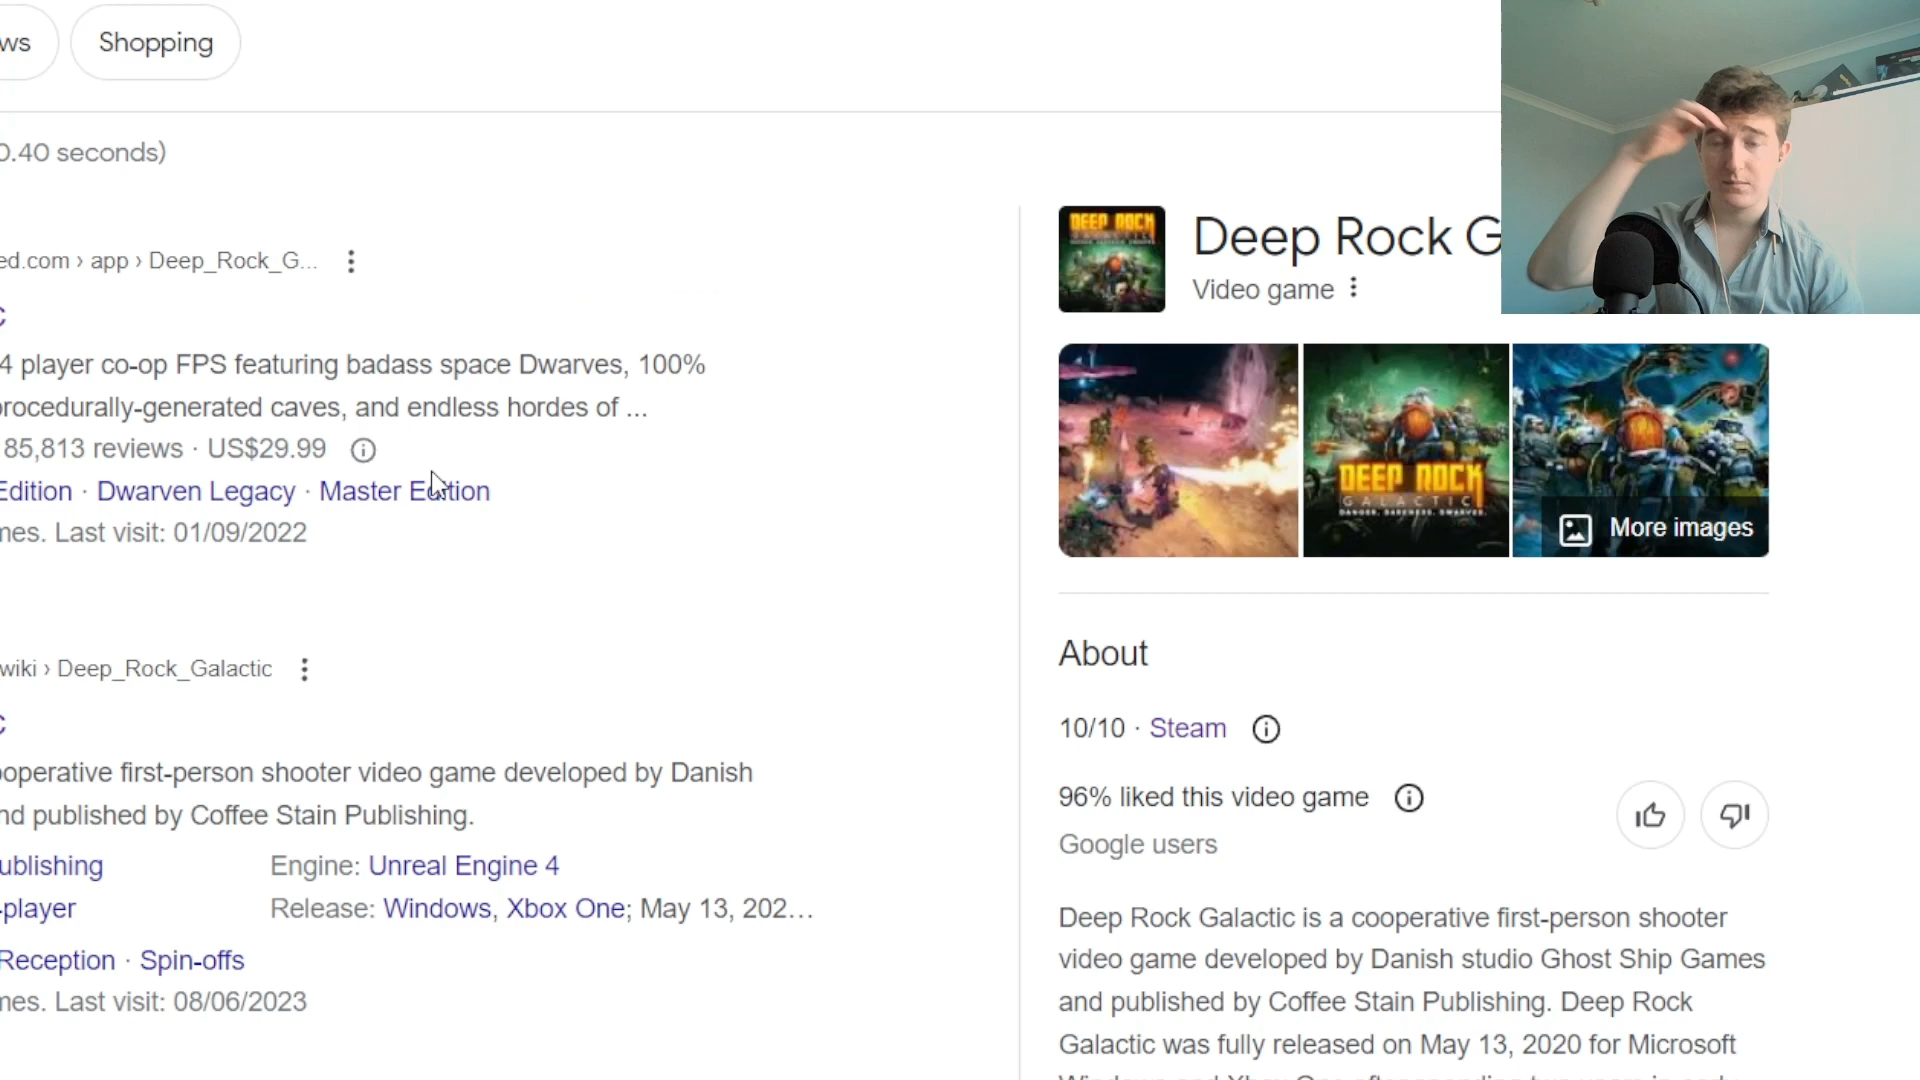 ws
Shopping
0.40 seconds)
ed.com › app › Deep_Rock_G...
4 player co-op FPS featuring badass space Dwarves, 100%
procedurally-generated caves, and endless hordes of ...
85,813 reviews · US$29.99
Edition · Dwarven Legacy · Master Edition
mes. Last visit: 01/09/2022
wiki › Deep_Rock_Galactic
operative first-person shooter video game developed by Danish
nd published by Coffee Stain Publishing.
ublishing
Engine: Unreal Engine 4
-player
Release: Windows, Xbox One; May 13, 202...
Reception · Spin-offs
mes. Last visit: 08/06/2023
DEEP ROCK
Deep Rock G
Video game
DEEP ROCK
GALACTIC
DANGER. DARKNESS. DWARVES.
More images
About
10/10 · Steam
96% liked this video game
Google users
Deep Rock Galactic is a cooperative first-person shooter
video game developed by Danish studio Ghost Ship Games
and published by Coffee Stain Publishing. Deep Rock
Galactic was fully released on May 13, 2020 for Microsoft